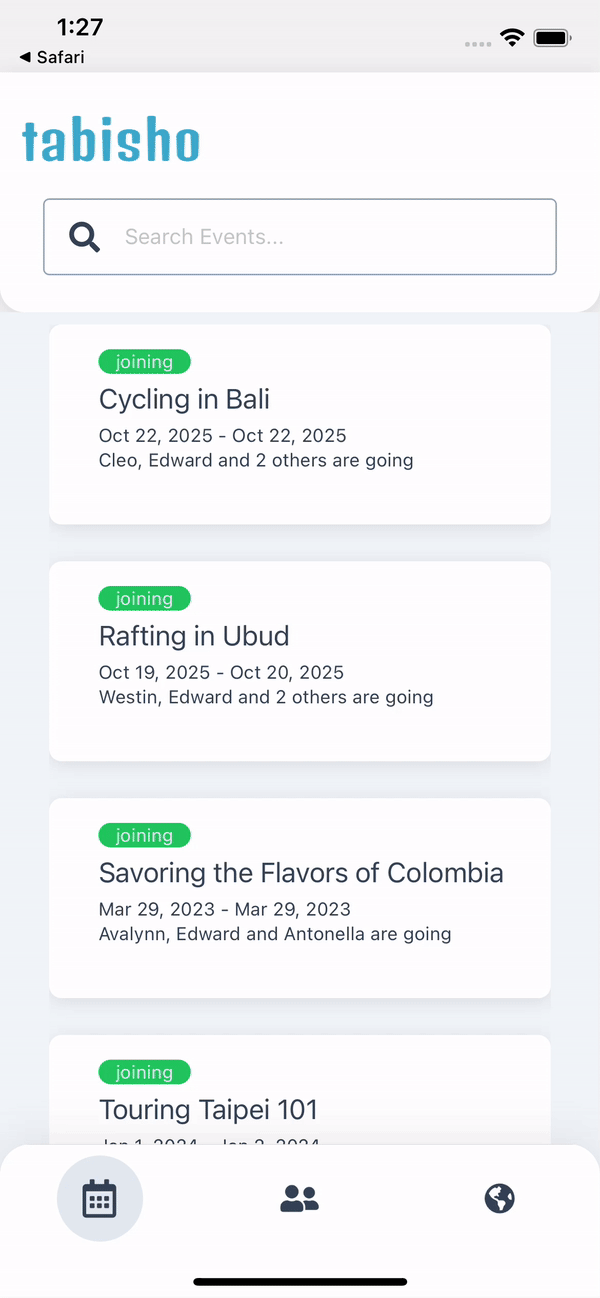 1:27
◀ Safari
tabisho
Search Events...
joining
Cycling in Bali
Oct 22, 2025 - Oct 22, 2025
Cleo, Edward and 2 others are going
joining
Rafting in Ubud
Oct 19, 2025 - Oct 20, 2025
Westin, Edward and 2 others are going
joining
Savoring the Flavors of Colombia
Mar 29, 2023 - Mar 29, 2023
Avalynn, Edward and Antonella are going
joining
Touring Taipei 101